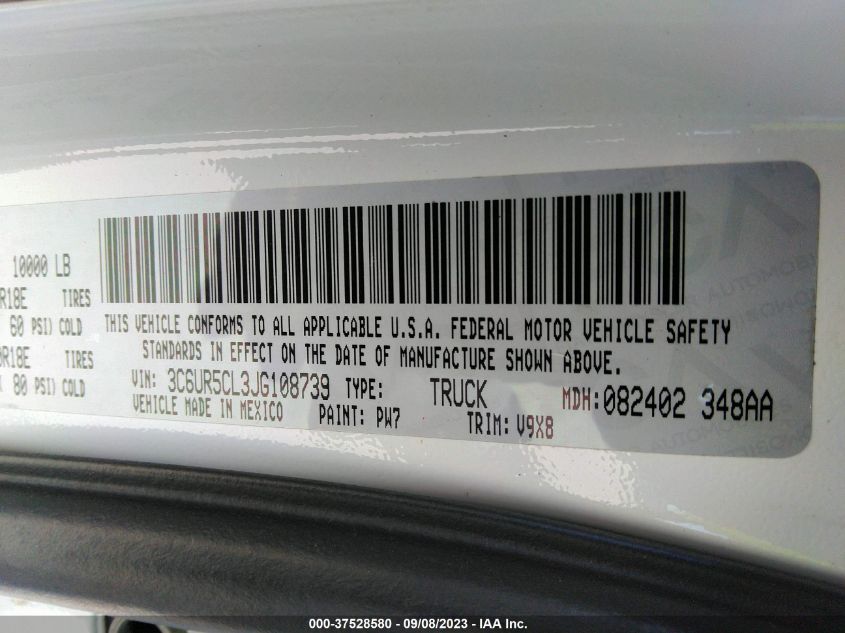 10000 LB
R18E TIRES
60 PSI) COLD
R18E TIRES
80 PSI) COLD
THIS VEHICLE CONFORMS TO ALL APPLICABLE U.S.A. FEDERAL MOTOR VEHICLE SAFETY
STANDARDS IN EFFECT ON THE DATE OF MANUFACTURE SHOWN ABOVE.
VIN: 3C6UR5CL3JG108739 TYPE: TRUCK MDH: 082402 348AA
VEHICLE MADE IN MEXICO PAINT: PW7 TRIM: V9X8
000-37528580 - 09/08/2023 - IAA Inc.